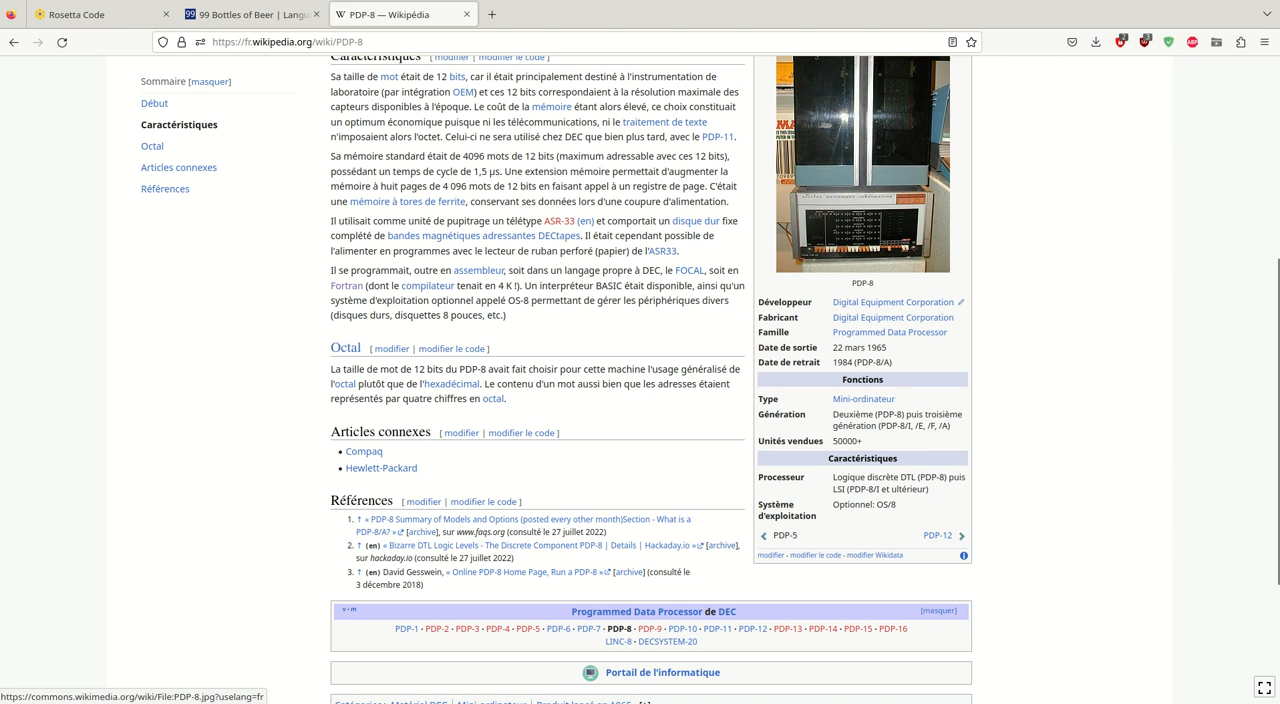 Rosetta Code
99 Bottles of Beer | Langu
PDP-8 — Wikipédia
https://fr.wikipedia.org/wiki/PDP-8
Sommaire [masquer]
Début
Caractéristiques
Octal
Articles connexes
Références
Caractéristiques [ modifier | modifier le code ]
Sa taille de mot était de 12 bits, car il était principalement destiné à l'instrumentation de
laboratoire (par intégration OEM) et ces 12 bits correspondaient à la résolution maximale des
capteurs disponibles à l'époque. Le coût de la mémoire étant alors élevé, ce choix constituait
un optimum économique puisque ni les télécommunications, ni le traitement de texte
n'imposaient alors l'octet. Celui-ci ne sera utilisé chez DEC que bien plus tard, avec le PDP-11.
Sa mémoire standard était de 4096 mots de 12 bits (maximum adressable avec ces 12 bits),
possédant un temps de cycle de 1,5 µs. Une extension mémoire permettait d'augmenter la
mémoire à huit pages de 4 096 mots de 12 bits en faisant appel à un registre de page. C'était
une mémoire à tores de ferrite, conservant ses données lors d'une coupure d'alimentation.
Il utilisait comme unité de pupitrage un télétype ASR-33 (en) et comportait un disque dur fixe
complété de bandes magnétiques adressantes DECtapes. Il était cependant possible de
l'alimenter en programmes avec le lecteur de ruban perforé (papier) de l'ASR33.
Il se programmait, outre en assembleur, soit dans un langage propre à DEC, le FOCAL, soit en
Fortran (dont le compilateur tenait en 4 K !). Un interpréteur BASIC était disponible, ainsi qu'un
système d'exploitation optionnel appelé OS-8 permettant de gérer les périphériques divers
(disques durs, disquettes 8 pouces, etc.)
Octal [ modifier | modifier le code ]
La taille de mot de 12 bits du PDP-8 avait fait choisir pour cette machine l'usage généralisé de
l'octal plutôt que de l'hexadécimal. Le contenu d'un mot aussi bien que les adresses étaient
représentés par quatre chiffres en octal.
Articles connexes [ modifier | modifier le code ]
• Compaq
• Hewlett-Packard
Références [ modifier | modifier le code ]
1. ↑ « PDP-8 Summary of Models and Options (posted every other month)Section - What is a
PDP-8/A? » [archive], sur www.faqs.org (consulté le 27 juillet 2022)
2. ↑ (en) « Bizarre DTL Logic Levels - The Discrete Component PDP-8 | Details | Hackaday.io » [archive],
sur hackaday.io (consulté le 27 juillet 2022)
3. ↑ (en) David Gesswein, « Online PDP-8 Home Page, Run a PDP-8 » [archive] (consulté le
3 décembre 2018)
PDP-8
Développeur Digital Equipment Corporation
Fabricant Digital Equipment Corporation
Famille Programmed Data Processor
Date de sortie 22 mars 1965
Date de retrait 1984 (PDP-8/A)
Fonctions
Type Mini-ordinateur
Génération Deuxième (PDP-8) puis troisième
génération (PDP-8/I, /E, /F, /A)
Unités vendues 50000+
Caractéristiques
Processeur Logique discrète DTL (PDP-8) puis
LSI (PDP-8/I et ultérieur)
Système Optionnel: OS/8
d'exploitation
PDP-5 PDP-12
modifier - modifier le code - modifier Wikidata
v · m Programmed Data Processor de DEC [masquer]
PDP-1 · PDP-2 · PDP-3 · PDP-4 · PDP-5 · PDP-6 · PDP-7 · PDP-8 · PDP-9 · PDP-10 · PDP-11 · PDP-12 · PDP-13 · PDP-14 · PDP-15 · PDP-16
LINC-8 · DECSYSTEM-20
Portail de l'informatique
Catégories : Matériel DEC | Mini-ordinateur | Produit lancé en 1965 [+]
https://commons.wikimedia.org/wiki/File:PDP-8.jpg?uselang=fr